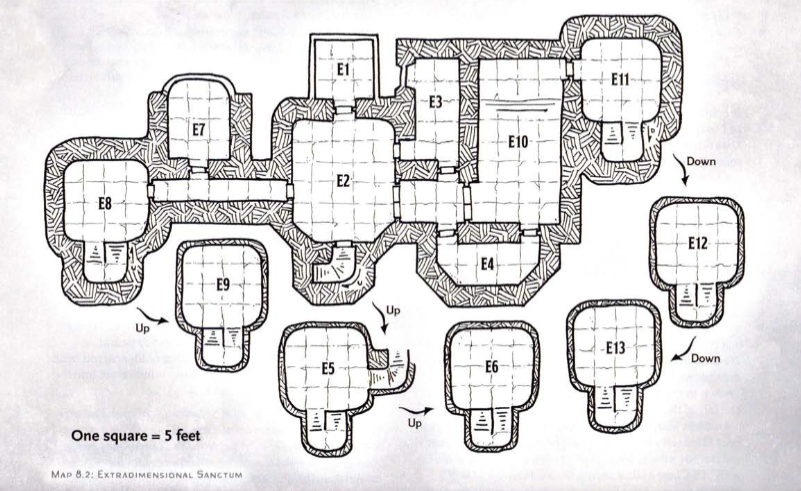 E1
E11
E3
E7
E10
E2
Down
E8
E12
E4
E9
Up
Up
Down
E13
E5
E6
Up
One square = 5 feet
MAP 8.2: EXTRADIMENSIONAL SANCTUM